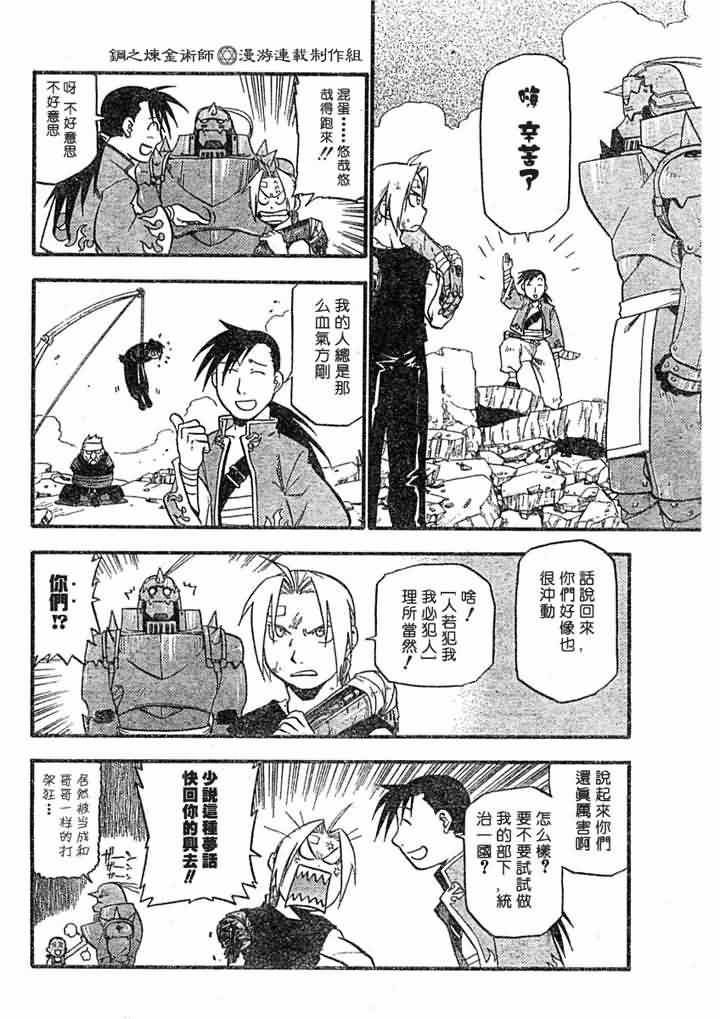 鋼之煉金術師 漫游連載制作組
嗨
辛苦了
混蛋……悠哉悠
哉得跑來!!
呀 不好意思
不好意思
我的人總是那
么血氣方剛
話說回來，
你們好像也
很沖動
啥！
[人若犯我
我必犯人]
理所當然！
你們!?
說起來你們
還眞厲害啊
怎么樣？
要不要試試做
我的部下，統
治一國？
少說這種夢話
快回你的興去!!
居然被当成和
哥哥一样的打
架狂…